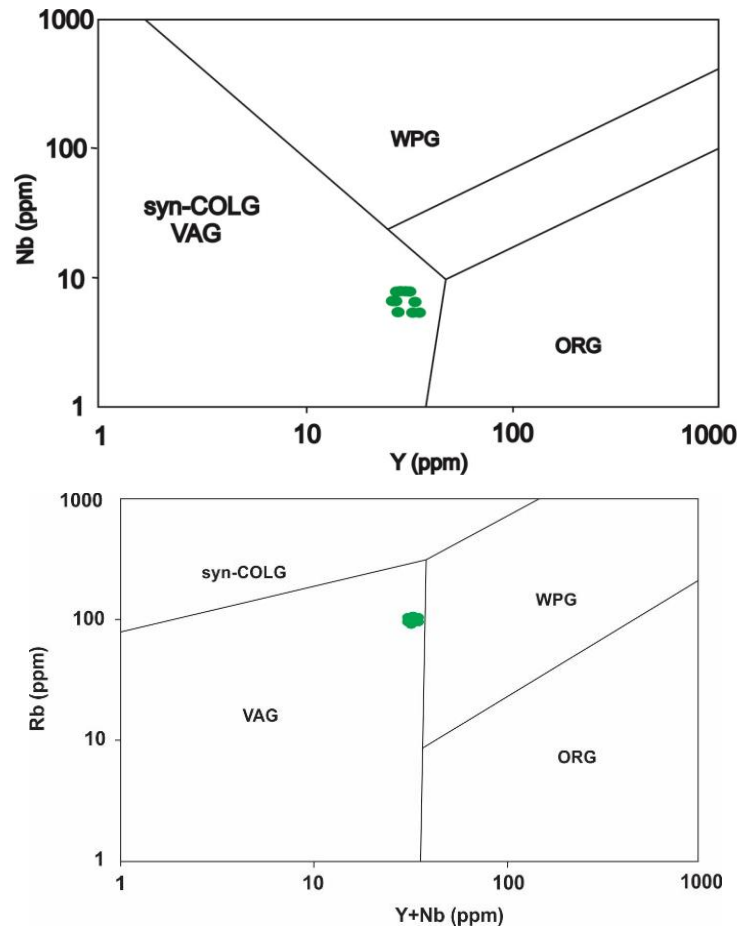 1000
WPG
100
syn-COLG
VAG
Nb (ppm)
10
ORG
1
1 10 100 1000
Y (ppm)
1000
syn-COLG
WPG
100
Rb (ppm)
VAG
10
ORG
1
1 10 100 1000
Y+Nb (ppm)